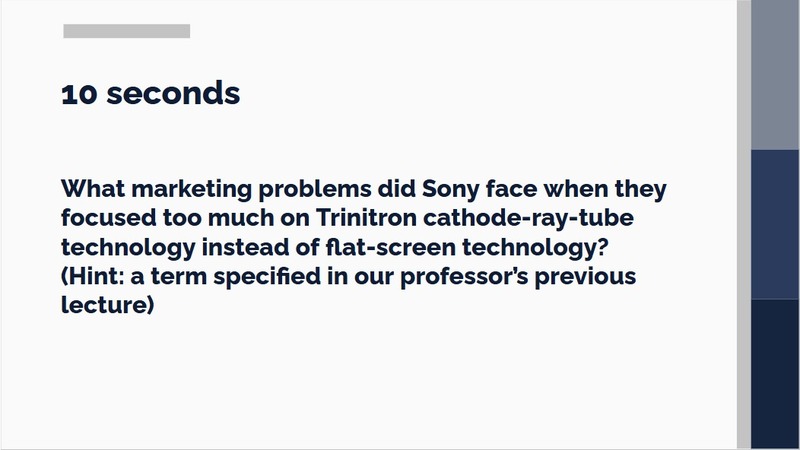 10 seconds
What marketing problems did Sony face when they
focused too much on Trinitron cathode-ray-tube
technology instead of flat-screen technology?
(Hint: a term specified in our professor’s previous
lecture)